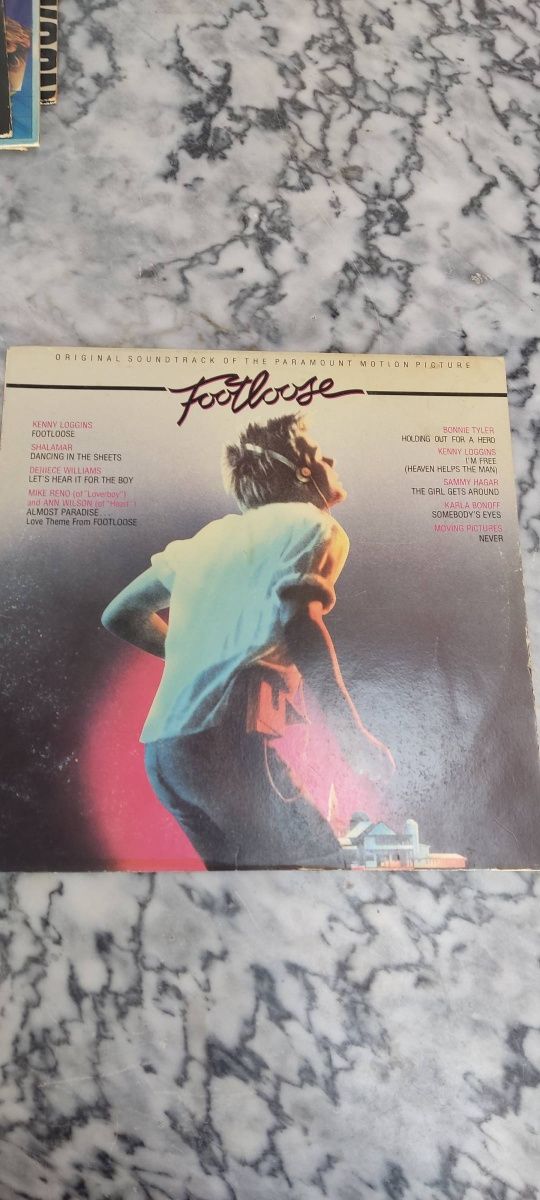 ORIGINAL SOUNDTRACK OF THE PARAMOUNT MOTION PICTURE
Footloose
KENNY LOGGINS
FOOTLOOSE
SHALAMAR
DANCING IN THE SHEETS
DENIECE WILLIAMS
LET'S HEAR IT FOR THE BOY
MIKE RENO (of "Loverboy")
and ANN WILSON (of "Heart")
ALMOST PARADISE...
Love Theme From FOOTLOOSE
BONNIE TYLER
HOLDING OUT FOR A HERO
KENNY LOGGINS
I'M FREE
(HEAVEN HELPS THE MAN)
SAMMY HAGAR
THE GIRL GETS AROUND
KARLA BONOFF
SOMEBODY'S EYES
MOVING PICTURES
NEVER